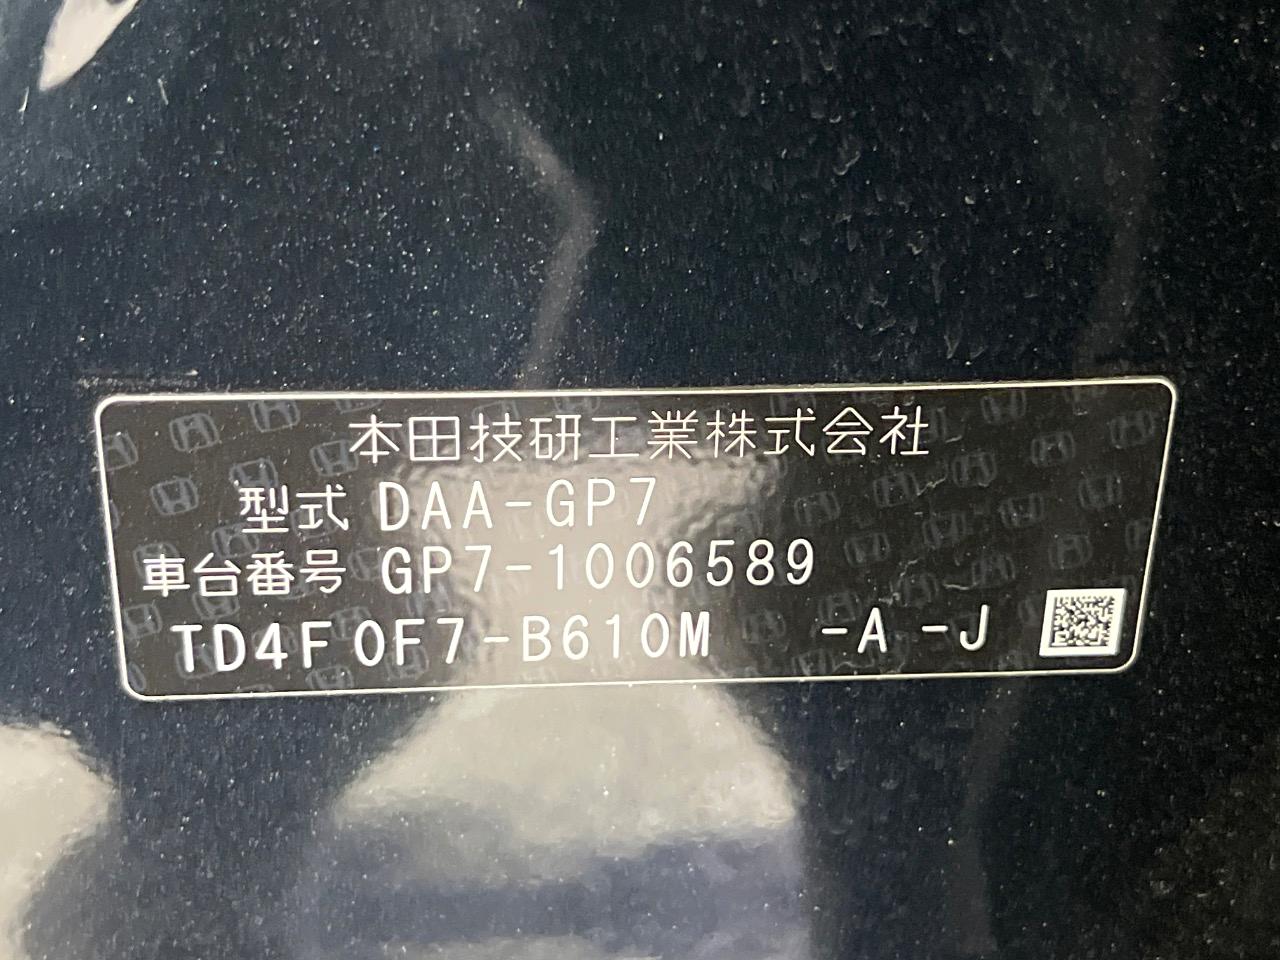 本田技研工業株式会社
型式 DAA-GP7
車台番号 GP7-1006589
TD4F0F7-B610M -A -J